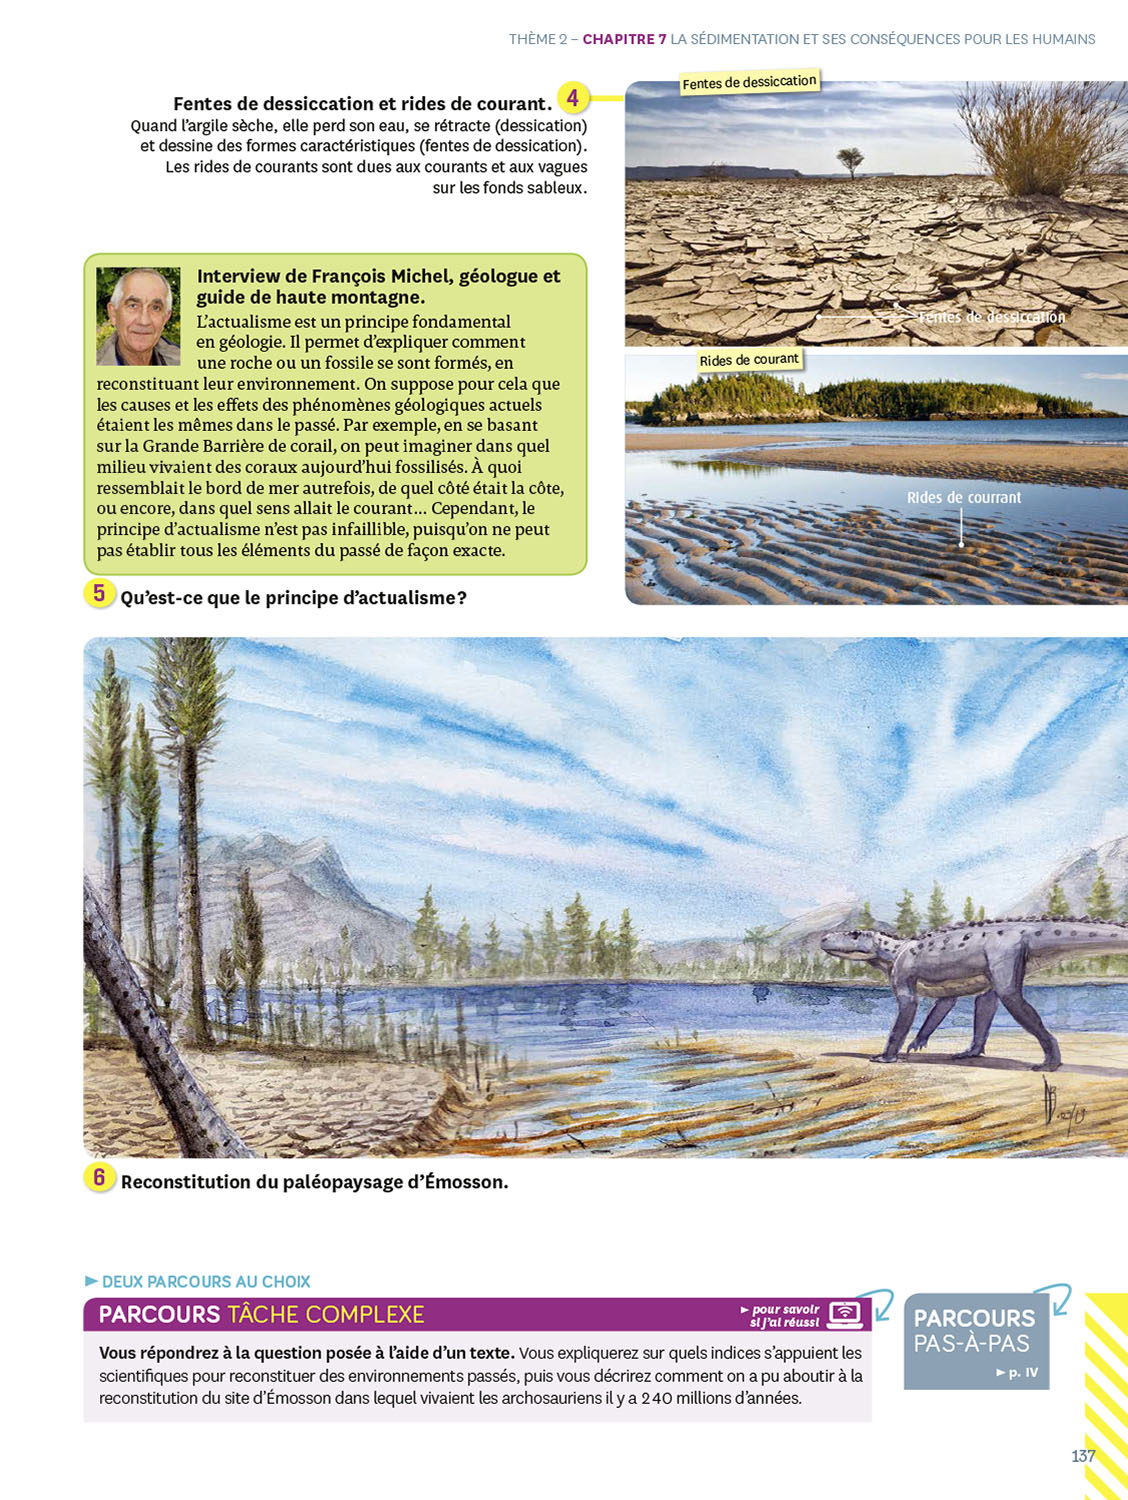 THÈME 2 – CHAPITRE 7 LA SÉDIMENTATION ET SES CONSÉQUENCES POUR LES HUMAINS
Fentes de dessiccation et rides de courant. 4
Quand l'argile sèche, elle perd son eau, se rétracte (dessication)
et dessine des formes caractéristiques (fentes de dessication).
Les rides de courants sont dues aux courants et aux vagues
sur les fonds sableux.
Fentes de dessiccation
Fentes de dessiccation
Rides de courant
Rides de courrant
Interview de François Michel, géologue et
guide de haute montagne.
L'actualisme est un principe fondamental
en géologie. Il permet d'expliquer comment
une roche ou un fossile se sont formés, en
reconstituant leur environnement. On suppose pour cela que
les causes et les effets des phénomènes géologiques actuels
étaient les mêmes dans le passé. Par exemple, en se basant
sur la Grande Barrière de corail, on peut imaginer dans quel
milieu vivaient des coraux aujourd'hui fossilisés. À quoi
ressemblait le bord de mer autrefois, de quel côté était la côte,
ou encore, dans quel sens allait le courant... Cependant, le
principe d'actualisme n'est pas infaillible, puisqu'on ne peut
pas établir tous les éléments du passé de façon exacte.
5 Qu'est-ce que le principe d'actualisme?
6 Reconstitution du paléopaysage d'Émosson.
► DEUX PARCOURS AU CHOIX
PARCOURS TÂCHE COMPLEXE
► pour savoir
si j'ai réussi
Vous répondrez à la question posée à l'aide d'un texte. Vous expliquerez sur quels indices s'appuient les
scientifiques pour reconstituer des environnements passés, puis vous décrirez comment on a pu aboutir à la
reconstitution du site d'Émosson dans lequel vivaient les archosauriens il y a 240 millions d'années.
PARCOURS
PAS-À-PAS
► p. IV
137